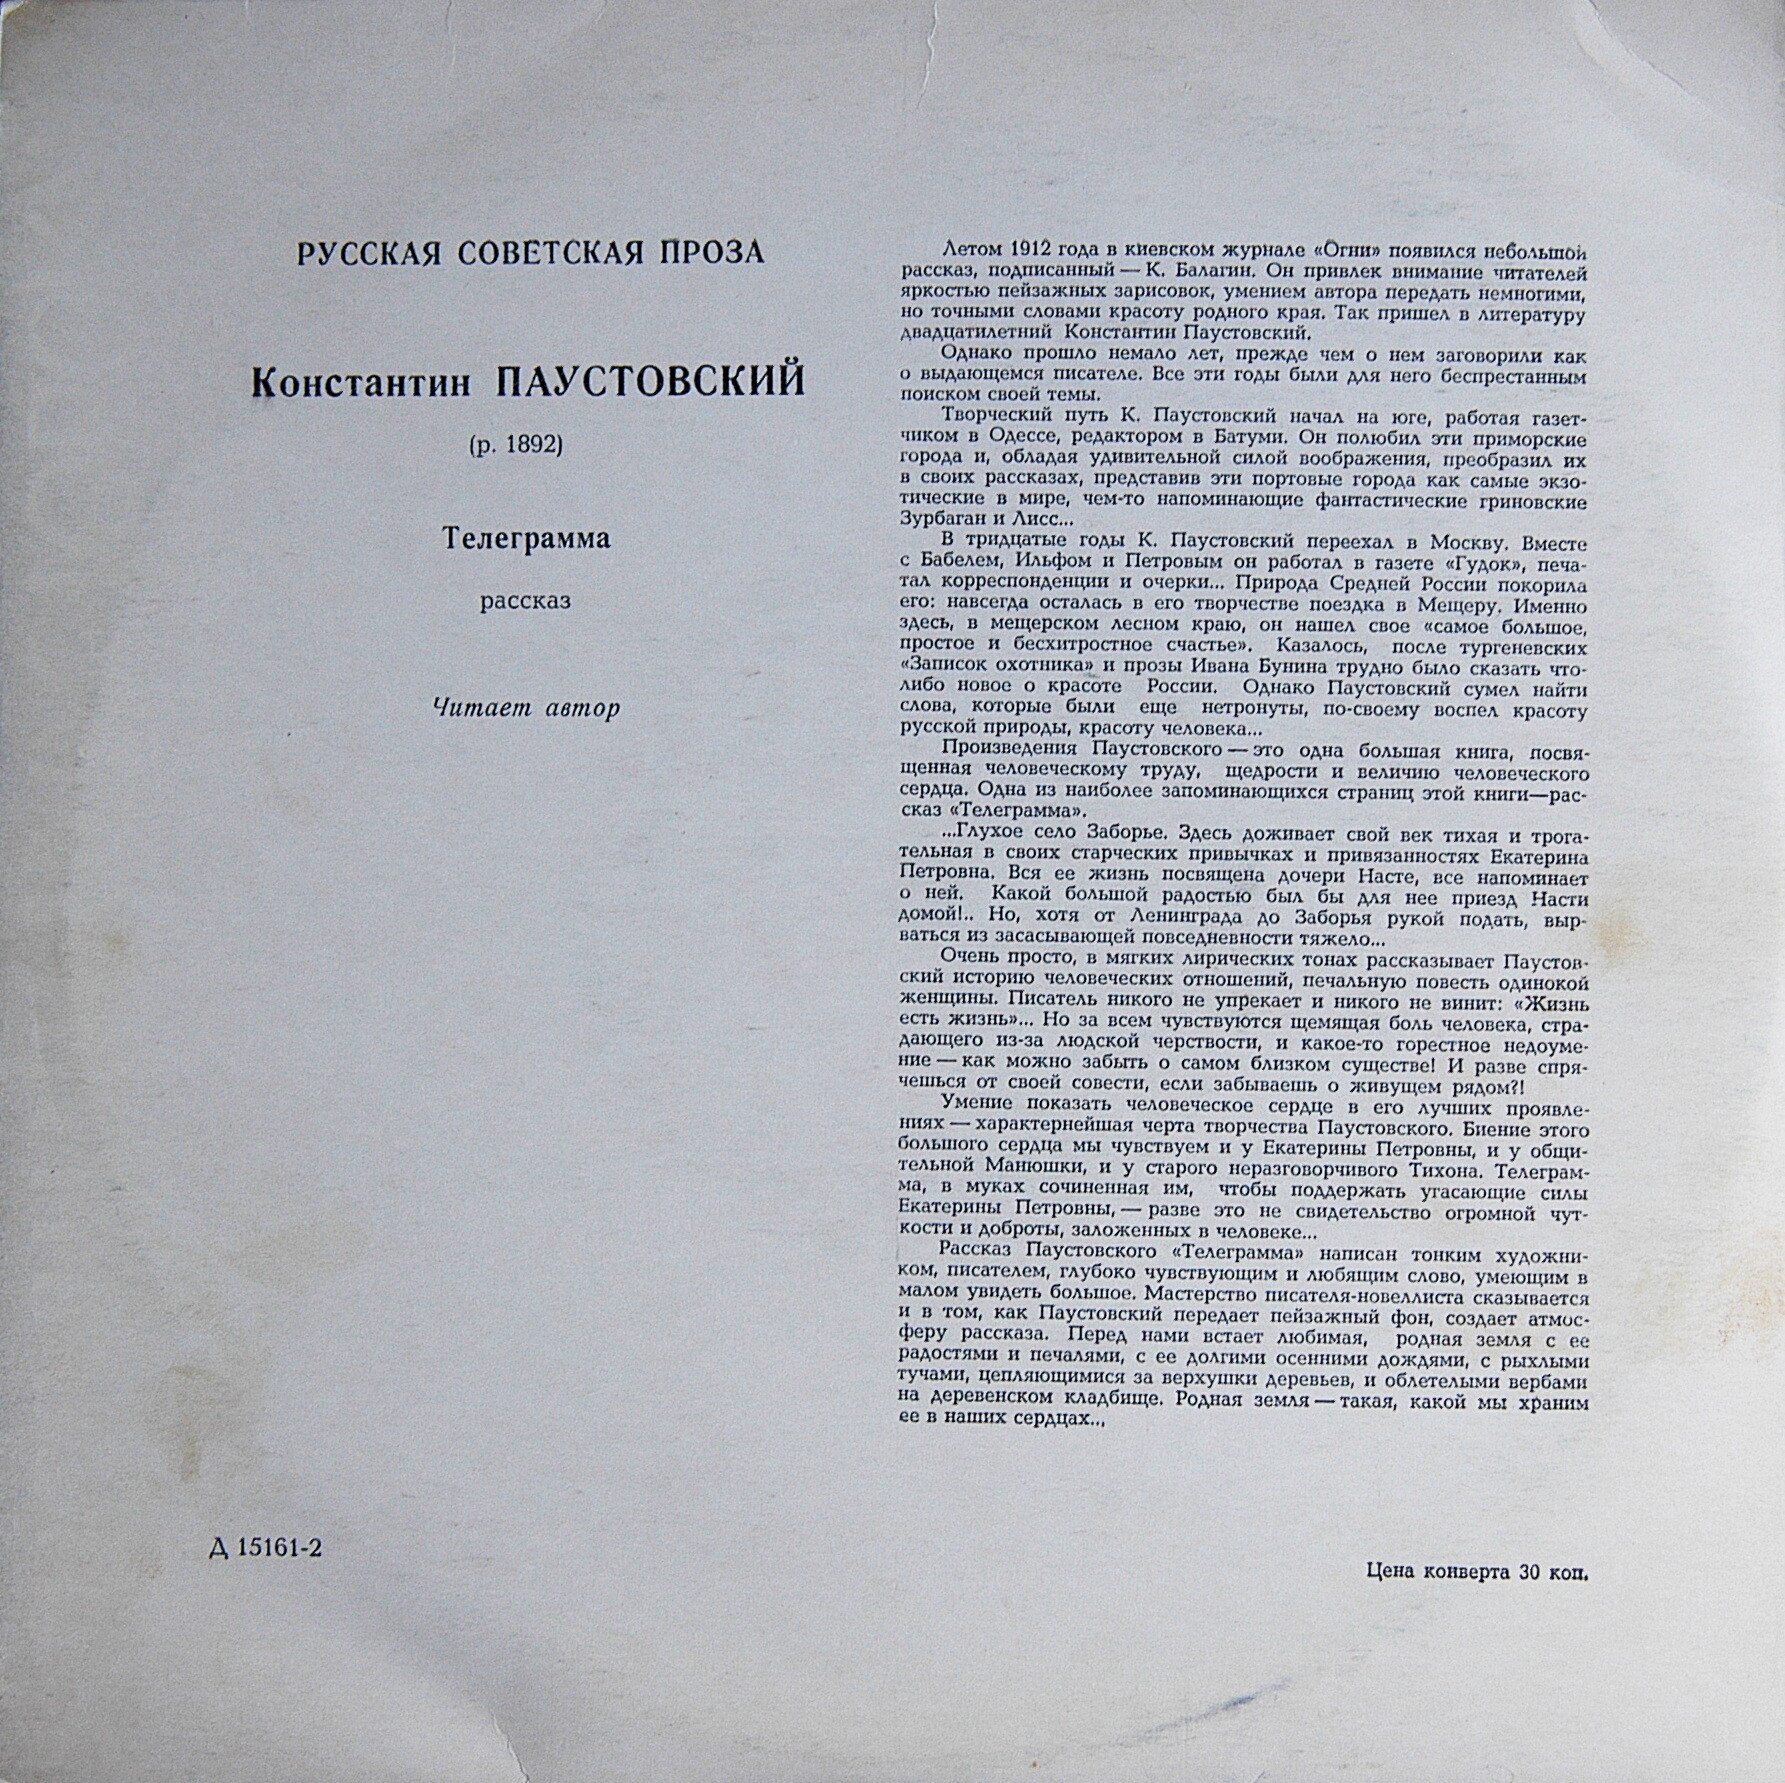 РУССКАЯ СОВЕТСКАЯ ПРОЗА
Константин ПАУСТОВСКИЙ
(р. 1892)
Телеграмма
рассказ
Читает автор
Д 15161-2
Летом 1912 года в киевском журнале «Огни» появился небольшой
рассказ, подписанный — К. Балагин. Он привлек внимание читателей
яркостью пейзажных зарисовок, умением автора передать немногими,
но точными словами красоту родного края. Так пришел в литературу
двадцатилетний Константин Паустовский.
Однако прошло немало лет, прежде чем о нем заговорили как
о выдающемся писателе. Все эти годы были для него беспрестанным
поиском своей темы.
Творческий путь К. Паустовский начал на юге, работая газет-
чиком в Одессе, редактором в Батуми. Он полюбил эти приморские
города и, обладая удивительной силой воображения, преобразил их
в своих рассказах, представив эти портовые города как самые экзо-
тические в мире, чем-то напоминающие фантастические гриновские
Зурбаган и Лисс...
В тридцатые годы К. Паустовский переехал в Москву. Вместе
с Бабелем, Ильфом и Петровым он работал в газете «Гудок», печа-
тал корреспонденции и очерки... Природа Средней России покорила
его: навсегда осталась в его творчестве поездка в Мещеру. Именно
здесь, в мещерском лесном краю, он нашел свое «самое большое,
простое и бесхитростное счастье». Казалось, после тургеневских
«Записок охотника» и прозы Ивана Бунина трудно было сказать что-
либо новое о красоте России. Однако Паустовский сумел найти
слова, которые были еще нетронуты, по-своему воспел красоту
русской природы, красоту человека...
Произведения Паустовского — это одна большая книга, посвя-
щенная человеческому труду, щедрости и величию человеческого
сердца. Одна из наиболее запоминающихся страниц этой книги—рас-
сказ «Телеграмма».
...Глухое село Заборье. Здесь доживает свой век тихая и трога-
тельная в своих старческих привычках и привязанностях Екатерина
Петровна. Вся ее жизнь посвящена дочери Насте, все напоминает
о ней. Какой большой радостью был бы для нее приезд Насти
домой!.. Но, хотя от Ленинграда до Заборья рукой подать, выр-
ваться из засасывающей повседневности тяжело...
Очень просто, в мягких лирических тонах рассказывает Паустов-
ский историю человеческих отношений, печальную повесть одинокой
женщины. Писатель никого не упрекает и никого не винит: «Жизнь
есть жизнь»... Но за всем чувствуются щемящая боль человека, стра-
дающего из-за людской черствости, и какое-то горестное недоуме-
ние — как можно забыть о самом близком существе! И разве спря-
чешься от своей совести, если забываешь о живущем рядом?!
Умение показать человеческое сердце в его лучших проявле-
ниях — характернейшая черта творчества Паустовского. Биение этого
большого сердца мы чувствуем и у Екатерины Петровны, и у общи-
тельной Манюшки, и у старого неразговорчивого Тихона. Телеграм-
ма, в муках сочиненная им, чтобы поддержать угасающие силы
Екатерины Петровны, — разве это не свидетельство огромной чут-
кости и доброты, заложенных в человеке...
Рассказ Паустовского «Телеграмма» написан тонким художни-
ком, писателем, глубоко чувствующим и любящим слово, умеющим в
малом увидеть большое. Мастерство писателя-новеллиста сказывается
и в том, как Паустовский передает пейзажный фон, создает атмос-
феру рассказа. Перед нами встает любимая, родная земля с ее
радостями и печалями, с ее долгими осенними дождями, с рыхлыми
тучами, цепляющимися за верхушки деревьев, и облетелыми вербами
на деревенском кладбище. Родная земля — такая, какой мы храним
ее в наших сердцах...
Цена конверта 30 коп.